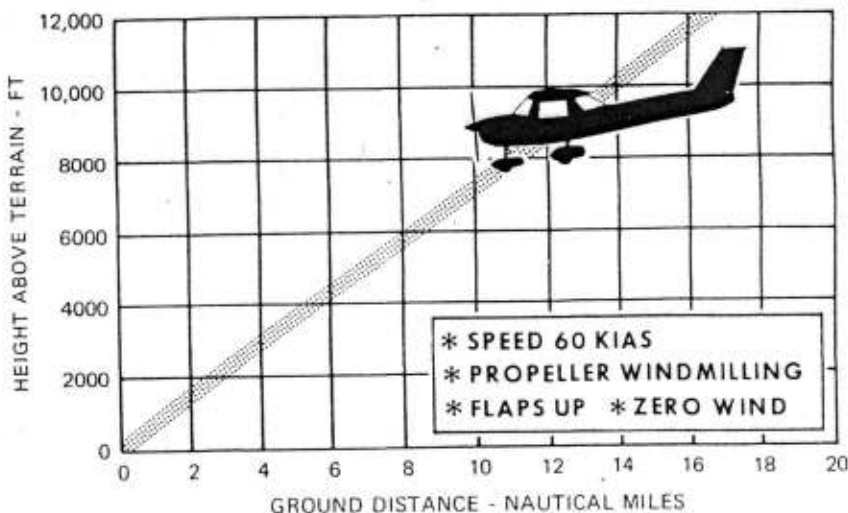 HEIGHT ABOVE TERRAIN - FT
12,000
10,000
8000
6000
4000
2000
0
* SPEED 60 KIAS
* PROPELLER WINDMILLING
* FLAPS UP * ZERO WIND
0 2 4 6 8 10 12 14 16 18 20
GROUND DISTANCE - NAUTICAL MILES